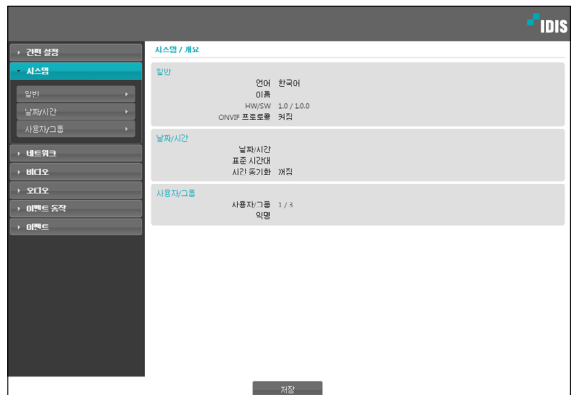 IDIS
간편 설정
시스템
일반
날짜/시간
사용자/그룹
네트워크
비디오
오디오
이벤트 동작
이벤트
시스템 / 개요
일반
언어 한국어
이름
HW/SW 1.0 / 1.0.0
ONVIF 프로토콜 켜짐
날짜/시간
날짜/시간
표준 시간대
시간 동기화 꺼짐
사용자/그룹
사용자/그룹 1 / 3
익명
저장